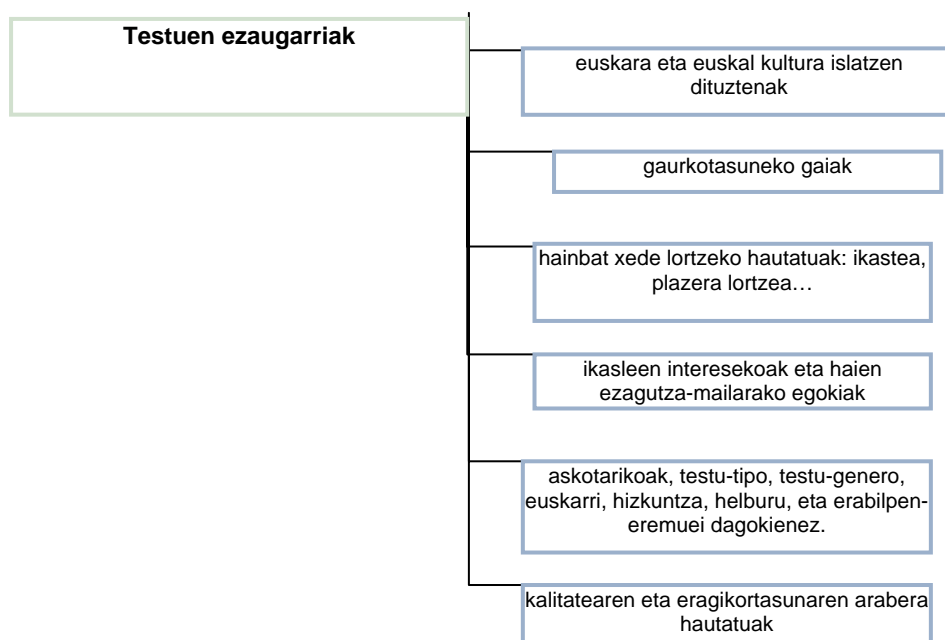 Testuen ezaugarriak
euskara eta euskal kultura islatzen
dituztenak
gaurkotasuneko gaiak
hainbat xede lortzeko hautatuak: ikastea,
plazera lortzea…
ikasleen interesekoak eta haien
ezagutza-mailarako egokiak
askotarikoak, testu-tipo, testu-genero,
euskarri, hizkuntza, helburu, eta erabilpen-
eremuei dagokienez.
kalitatearen eta eragikortasunaren arabera
hautatuak